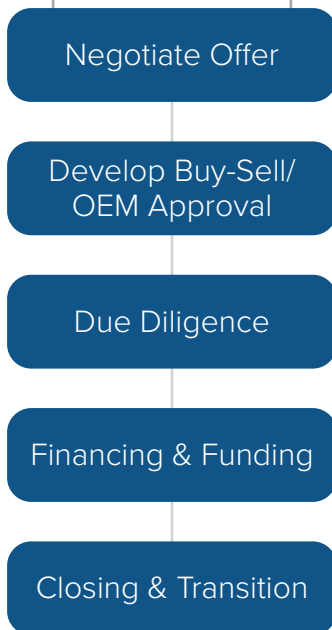 Negotiate Offer
Develop Buy-Sell/
OEM Approval
Due Diligence
Financing & Funding
Closing & Transition